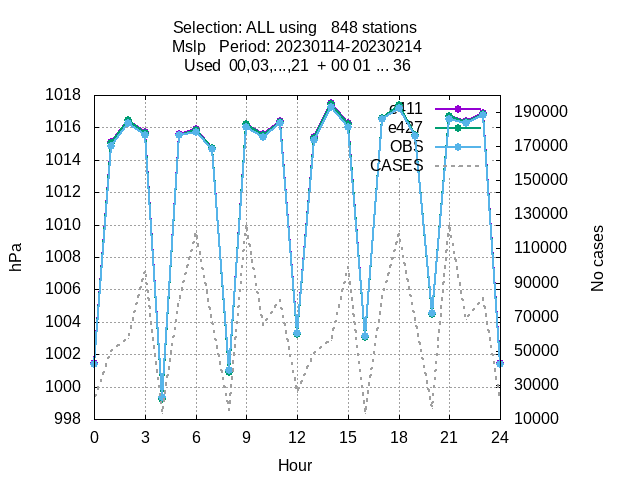 Selection: ALL using 848 stations
Mslp Period: 20230114-20230214
Used 00,03,...,21 + 00 01 ... 36
1018
1016
1014
1012
1010
1008
1006
1004
1002
1000
998
hPa
190000
170000
150000
130000
110000
90000
70000
50000
30000
10000
No cases
e411
e427
OBS
CASES
0 3 6 9 12 15 18 21 24
Hour